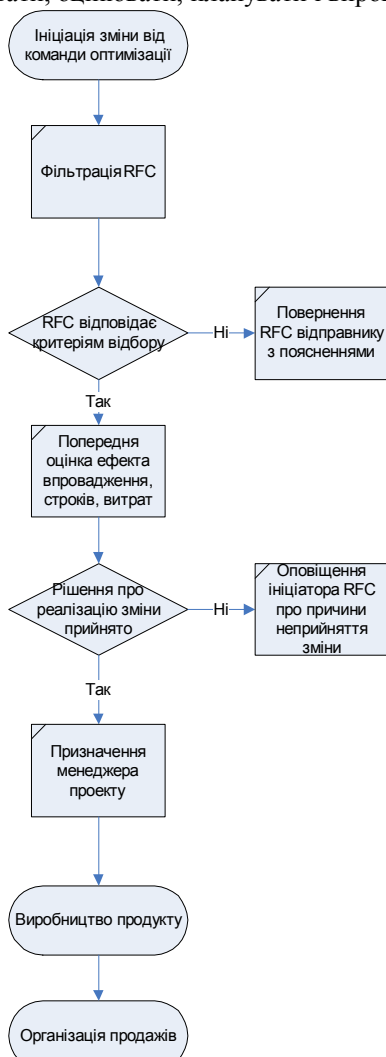 Ініціація зміни від
команди оптимізації
Фільтрація RFC
RFC відповідає
критеріям відбору
Ні
Повернення
RFC відправнику
з поясненнями
Так
Попередня
оцінка ефекта
впровадження,
строків, витрат
Рішення про
реалізацію зміни
прийнято
Ні
Оповіщення
ініціатора RFC
про причини
неприйняття
зміни
Так
Призначення
менеджера
проекту
Виробництво продукту
Організація продажів